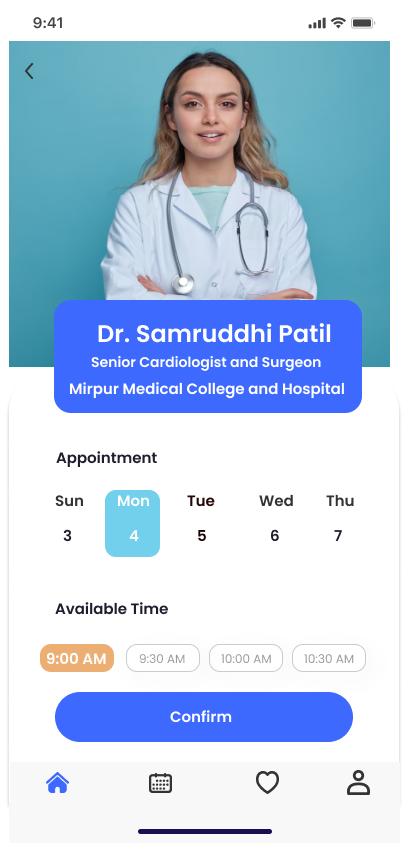 9:41
Dr. Samruddhi Patil
Senior Cardiologist and Surgeon
Mirpur Medical College and Hospital
Appointment
Sun Mon Tue Wed Thu
3 4 5 6 7
Available Time
9:00 AM 9:30 AM 10:00 AM 10:30 AM
Confirm